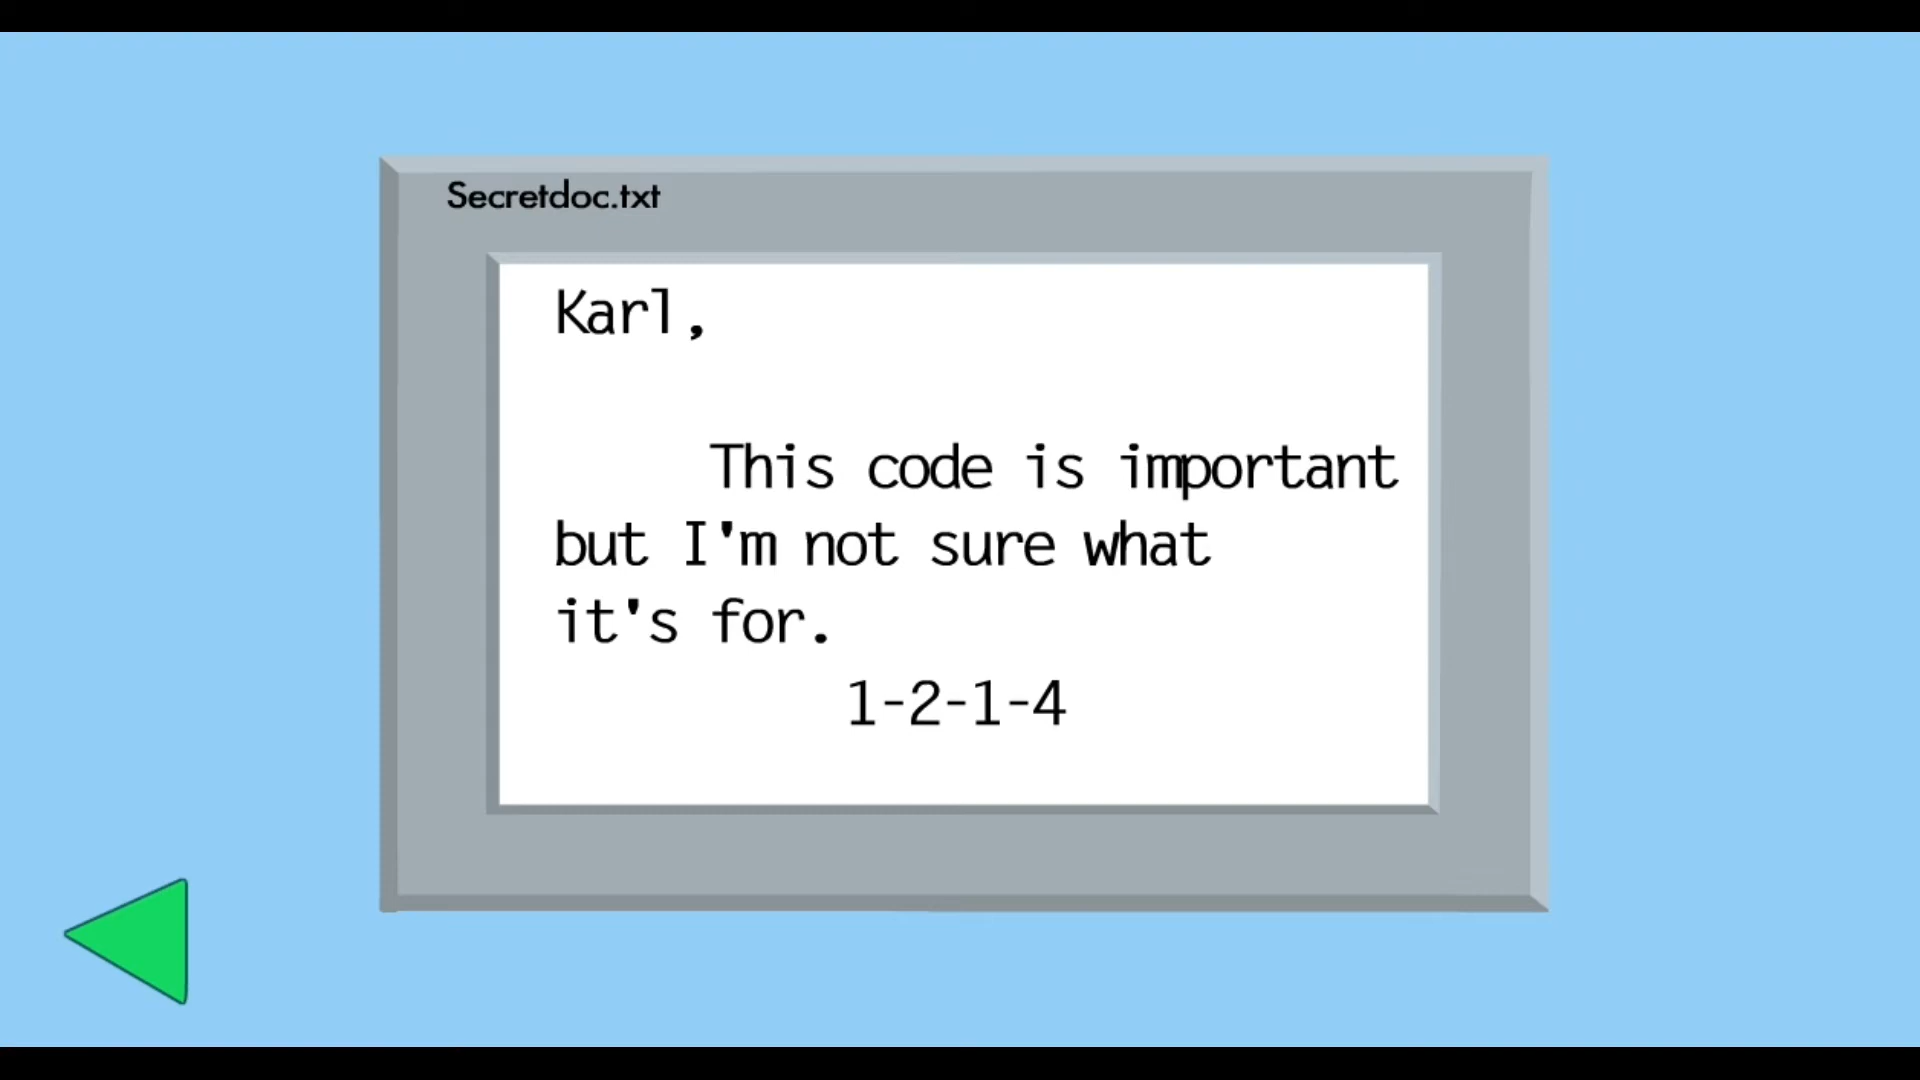 Secretdoc.txt
Karl,
This code is important
but I'm not sure what
it's for.
1-2-1-4